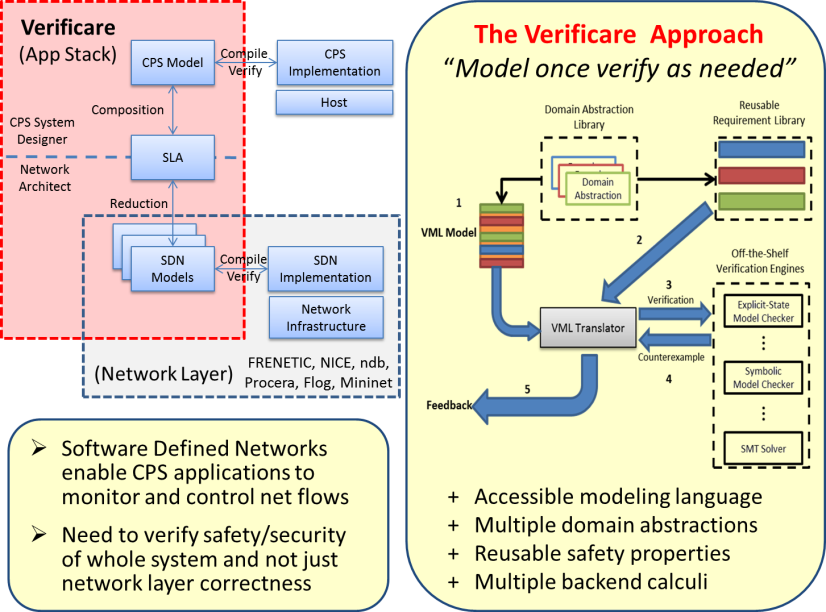 Verificare
(App Stack)
CPS Model
Compile
Verify
CPS
Implementation
Host
Composition
CPS System
Designer
SLA
Network
Architect
Reduction
SDN
Models
Compile
Verify
SDN
Implementation
Network
Infrastructure
(Network Layer)
FRENETIC, NICE, ndb,
Procera, Flog, Mininet
➢ Software Defined Networks
enable CPS applications to
monitor and control net flows
➢ Need to verify safety/security
of whole system and not just
network layer correctness
The Verificare Approach
“Model once verify as needed”
Domain Abstraction
Library
Reusable
Requirement Library
Domain
Abstraction
1
VML Model
2
Off-the-Shelf
Verification Engines
3
Verification
Explicit-State
Model Checker
VML Translator
Counterexample
4
Symbolic
Model Checker
5
Feedback
SMT Solver
+ Accessible modeling language
+ Multiple domain abstractions
+ Reusable safety properties
+ Multiple backend calculi